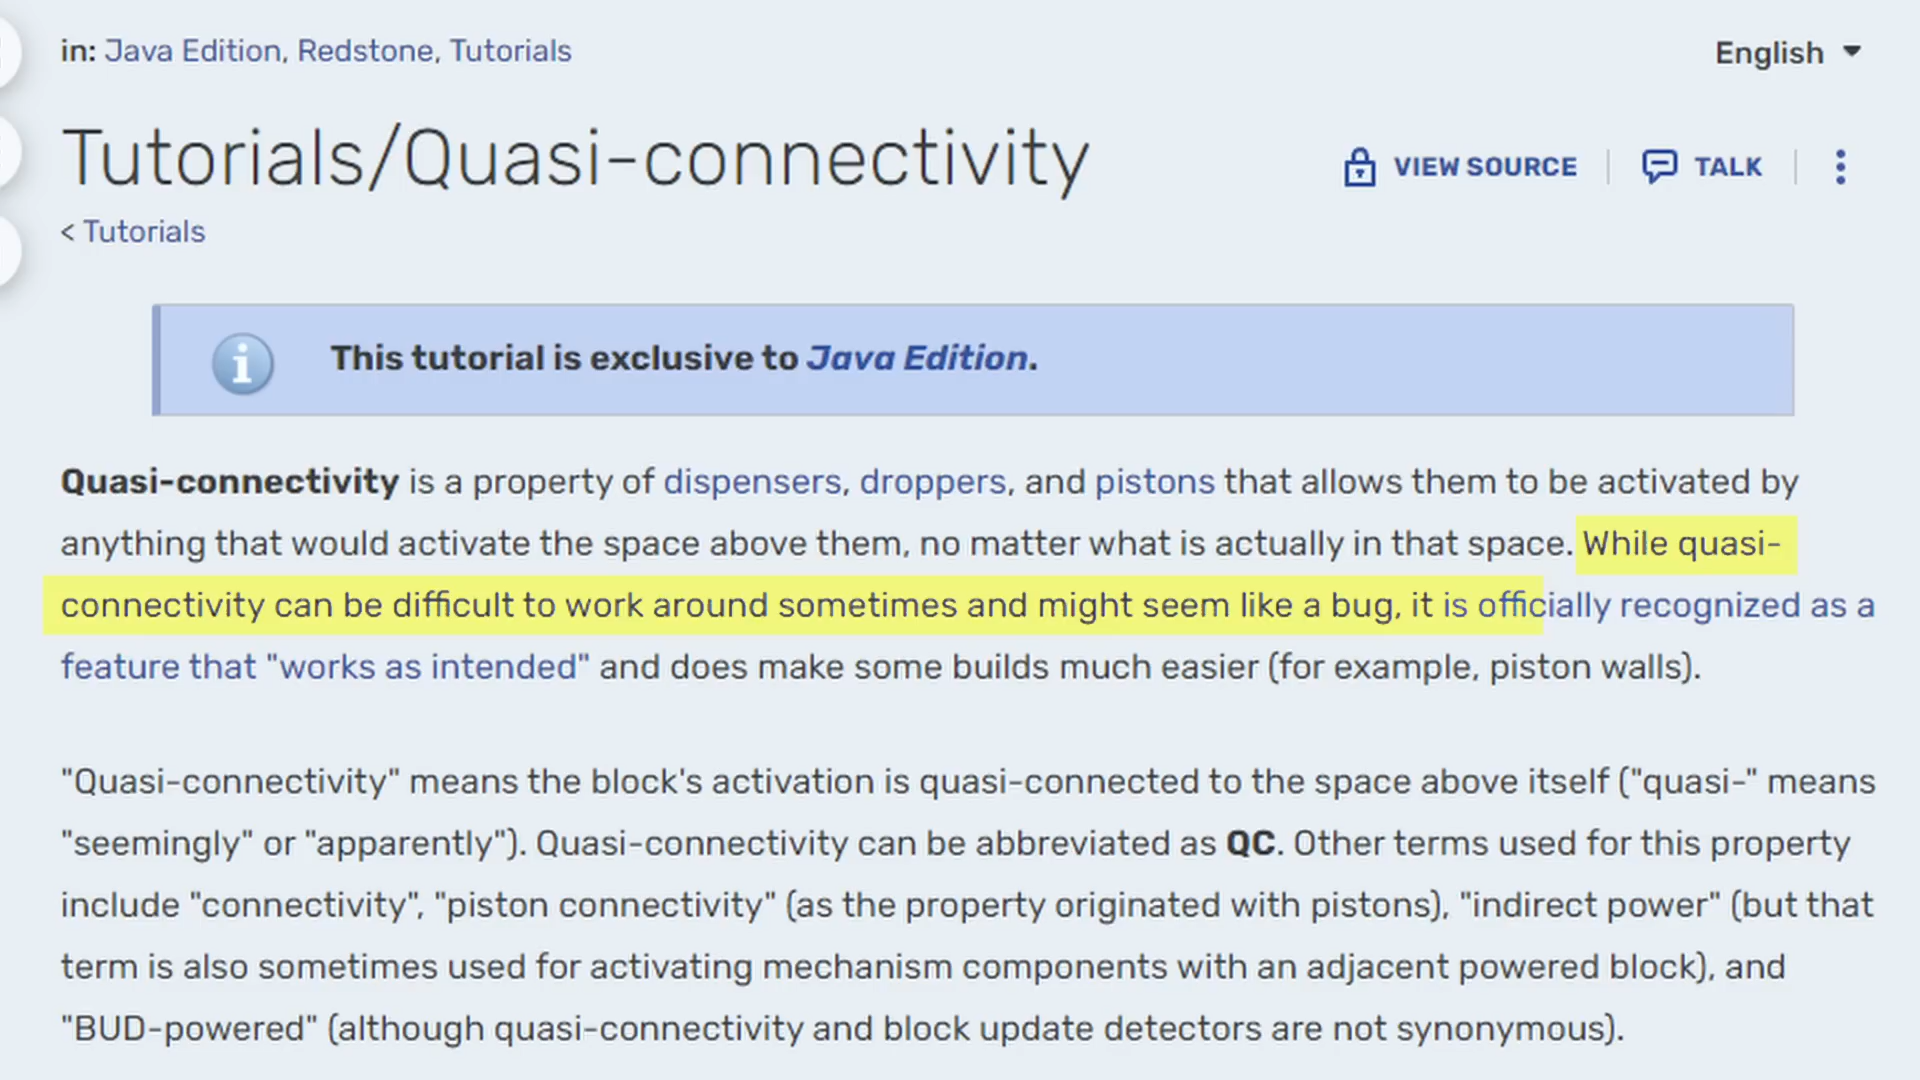 in: Java Edition, Redstone, Tutorials
English
Tutorials/Quasi-connectivity
VIEW SOURCE
TALK
< Tutorials
This tutorial is exclusive to Java Edition.
Quasi-connectivity is a property of dispensers, droppers, and pistons that allows them to be activated by
anything that would activate the space above them, no matter what is actually in that space. While quasi-
connectivity can be difficult to work around sometimes and might seem like a bug, it is officially recognized as a
feature that "works as intended" and does make some builds much easier (for example, piston walls).
"Quasi-connectivity" means the block's activation is quasi-connected to the space above itself ("quasi-" means
"seemingly" or "apparently"). Quasi-connectivity can be abbreviated as QC. Other terms used for this property
include "connectivity", "piston connectivity" (as the property originated with pistons), "indirect power" (but that
term is also sometimes used for activating mechanism components with an adjacent powered block), and
"BUD-powered" (although quasi-connectivity and block update detectors are not synonymous).